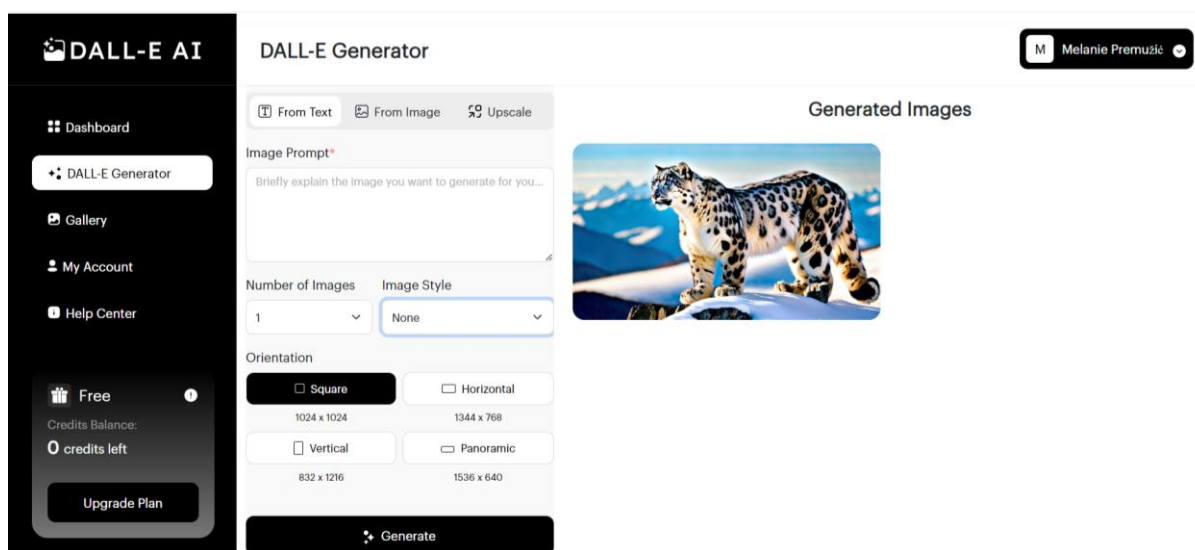 DALL-E AI
Dashboard
DALL-E Generator
Gallery
My Account
Help Center
Free
Credits Balance:
0 credits left
Upgrade Plan
DALL-E Generator
M Melanie Premužić
From Text From Image Upscale
Image Prompt*
Briefly explain the image you want to generate for you...
Number of Images Image Style
1 None
Orientation
Square Horizontal
1024 x 1024 1344 x 768
Vertical Panoramic
832 x 1216 1536 x 640
Generate
Generated Images